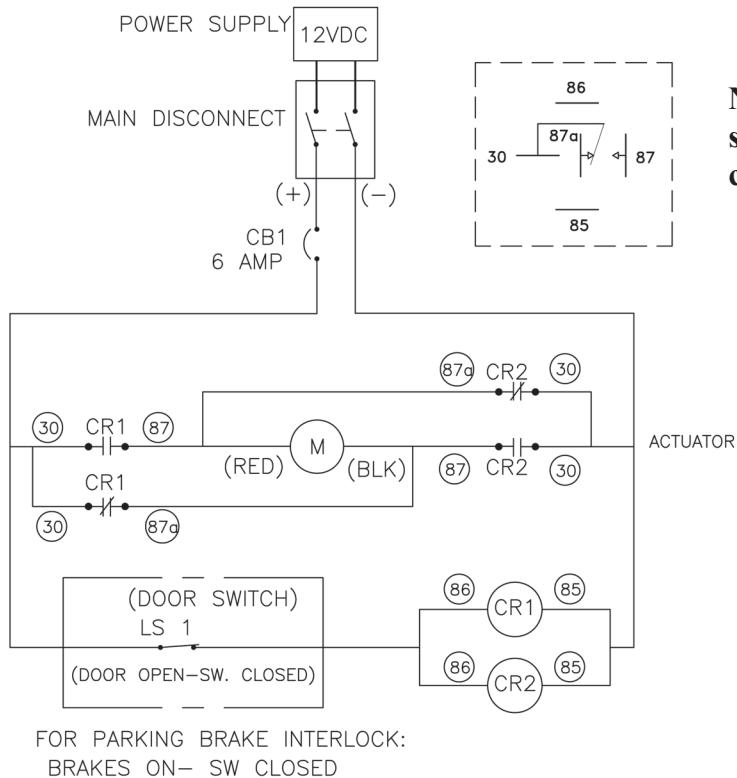 POWER SUPPLY
12VDC
MAIN DISCONNECT
(+)
(-)
CB1
6 AMP
86
87a
30
87
85
87a
CR2
30
30
CR1
87
(RED)
M
(BLK)
87
CR2
30
ACTUATOR
CR1
30
87a
(DOOR SWITCH)
LS 1
(DOOR OPEN-SW. CLOSED)
86
CR1
85
86
CR2
85
FOR PARKING BRAKE INTERLOCK:
BRAKES ON- SW CLOSED